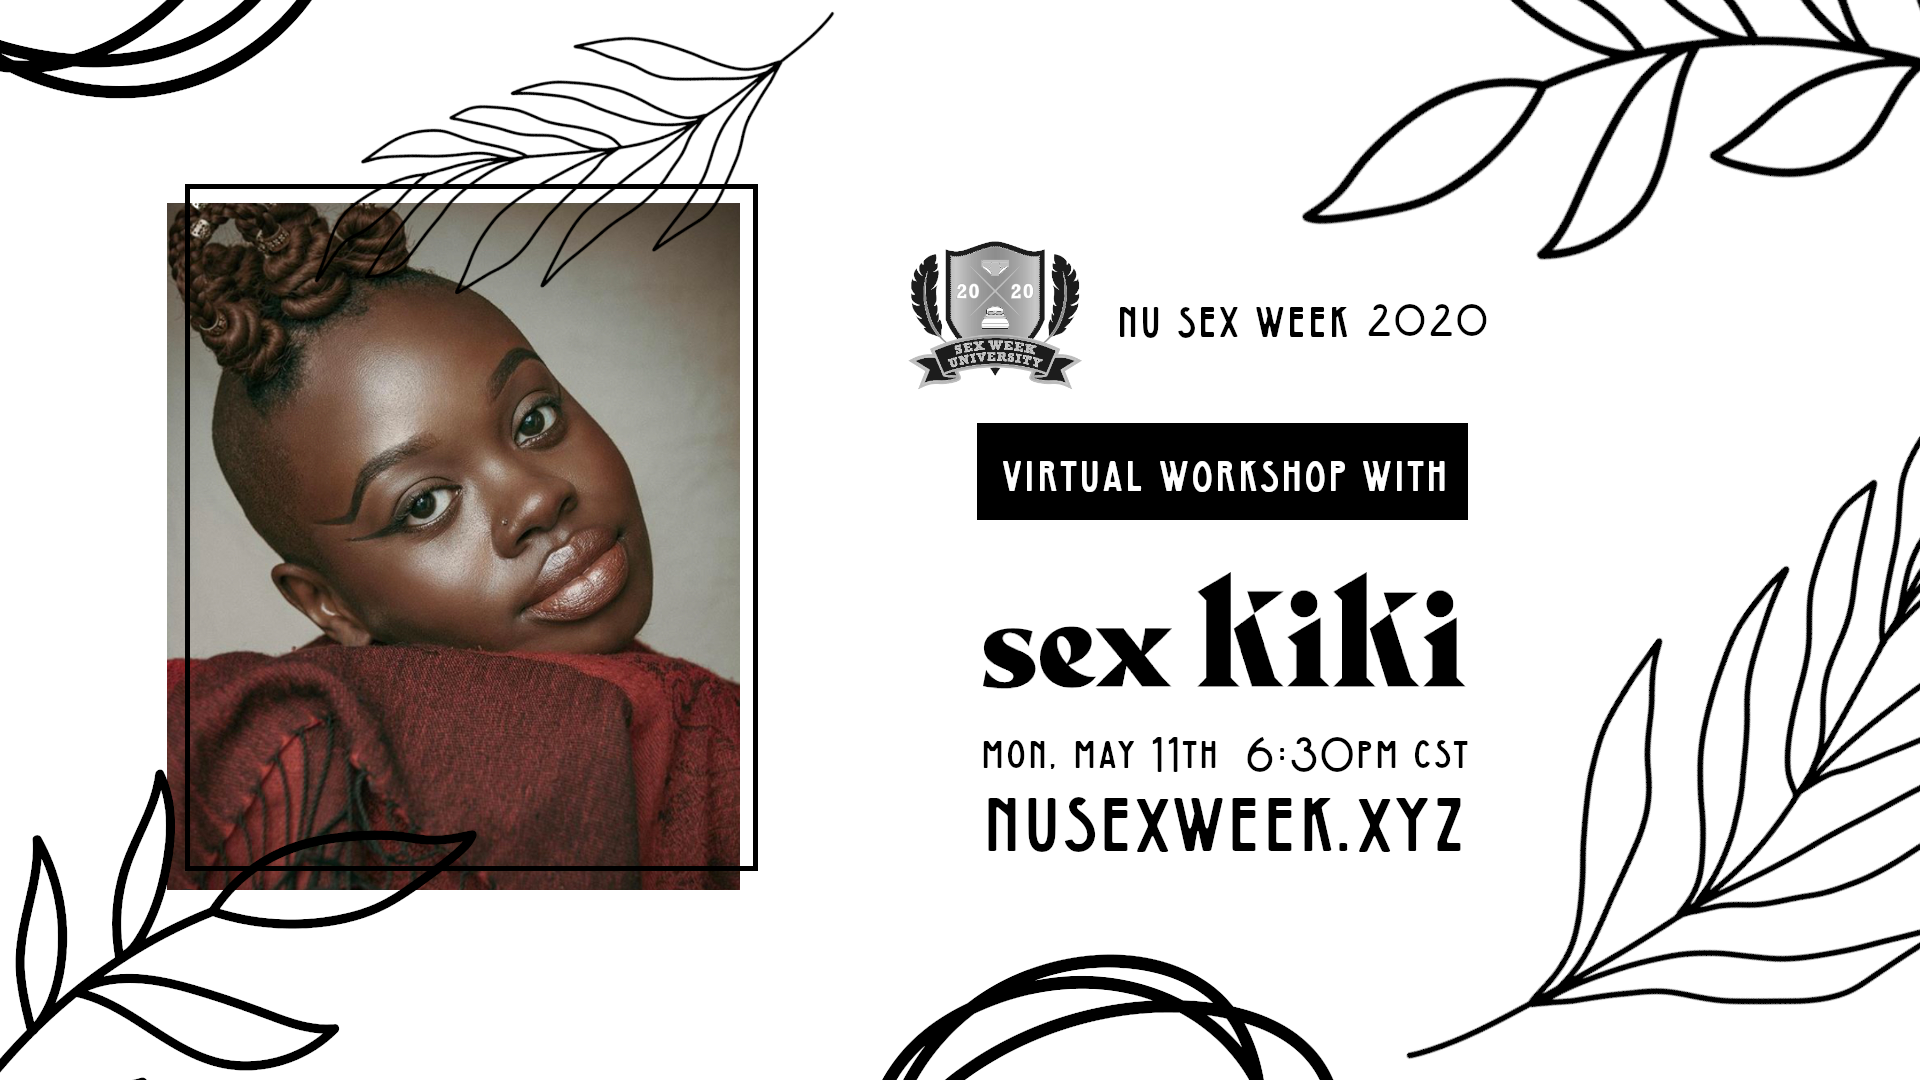 20 20
SEX WEEK
UNIVERSITY
NU SEX WEEK 2020
VIRTUAL WORKSHOP WITH
sex kiki
MON, MAY 11TH 6:30PM CST
NUSEXWEEK.XYZ